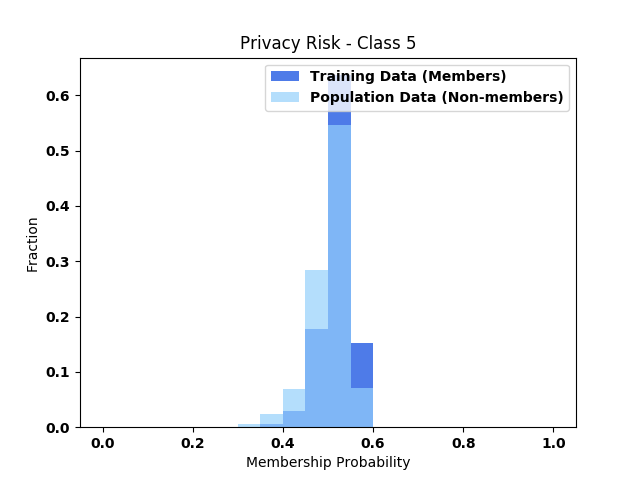 Privacy Risk - Class 5
Training Data (Members)
Population Data (Non-members)
Fraction
0.6
0.5
0.4
0.3
0.2
0.1
0.0
0.0 0.2 0.4 0.6 0.8 1.0
Membership Probability